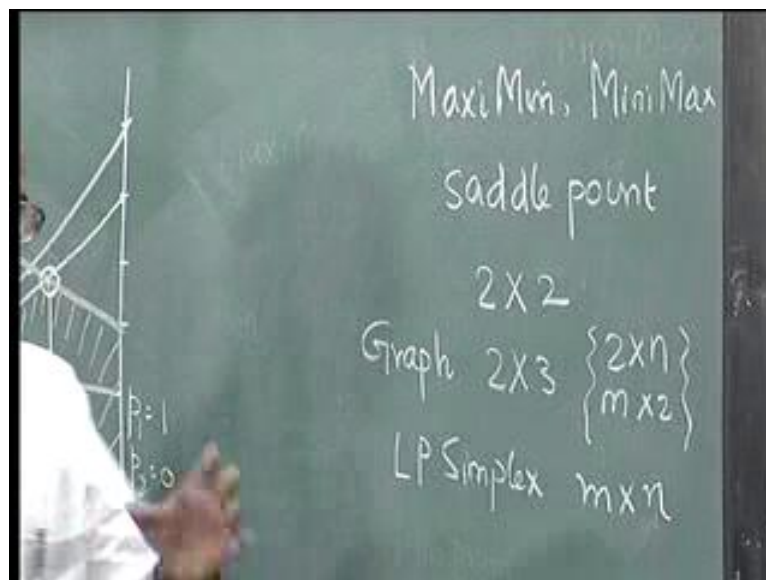 MaxiMin, MiniMax
saddle point
2X2
Graph 2X3 {2xn}
{mx2}
LP Simplex mxn
P₁=1
P₂=0